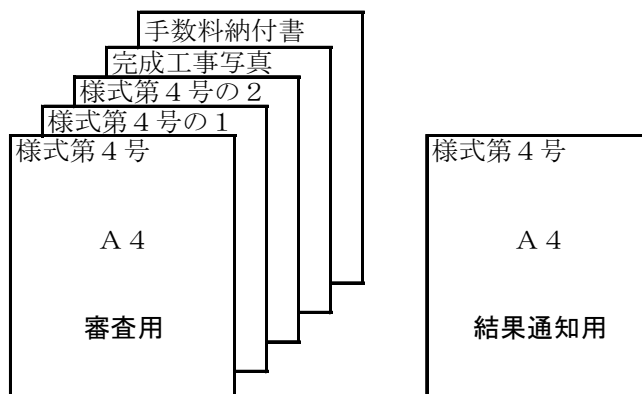 手数料納付書
完成工事写真
様式第４号の２
様式第４号の１
様式第４号
Ａ４
審査用
様式第４号
Ａ４
結果通知用